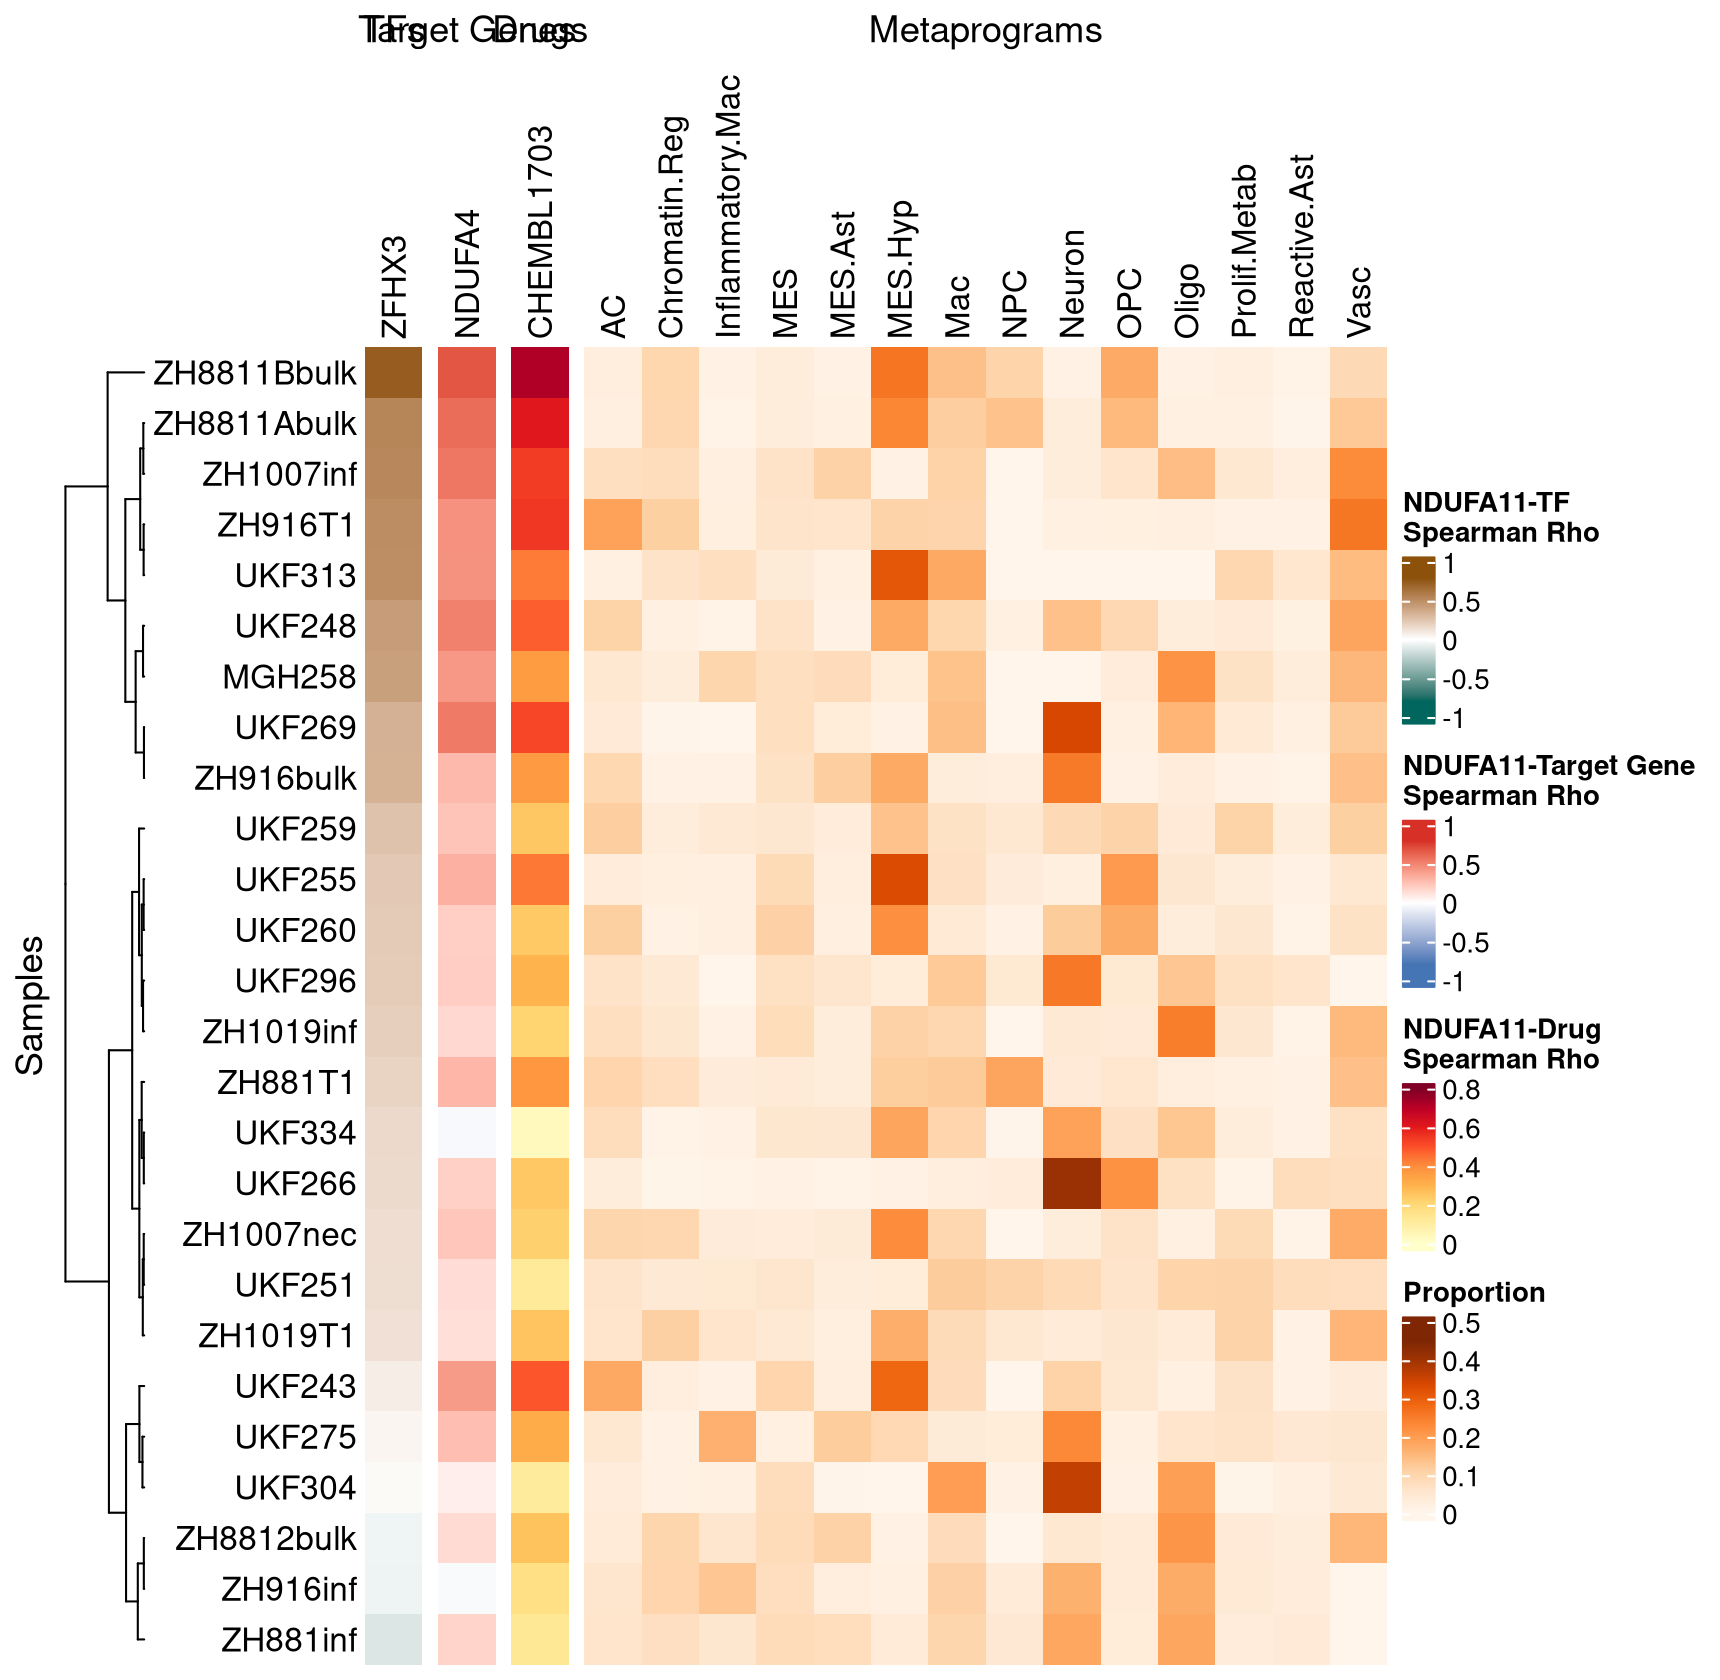 TFs
Target Genes
Drugs
Metaprograms
ZFHX3
NDUFA4
CHEMBL1703
AC
Chromatin.Reg
Inflammatory.Mac
MES
MES.Ast
MES.Hyp
Mac
NPC
Neuron
OPC
Oligo
Prolif.Metab
Reactive.Ast
Vasc
Samples
ZH8811Bbulk
ZH8811Abulk
ZH1007inf
ZH916T1
UKF313
UKF248
MGH258
UKF269
ZH916bulk
UKF259
UKF255
UKF260
UKF296
ZH1019inf
ZH881T1
UKF334
UKF266
ZH1007nec
UKF251
ZH1019T1
UKF243
UKF275
UKF304
ZH8812bulk
ZH916inf
ZH881inf
NDUFA11-TF
Spearman Rho
1
0.5
0
-0.5
-1
NDUFA11-Target Gene
Spearman Rho
1
0.5
0
-0.5
-1
NDUFA11-Drug
Spearman Rho
0.8
0.6
0.4
0.2
0
Proportion
0.5
0.4
0.3
0.2
0.1
0